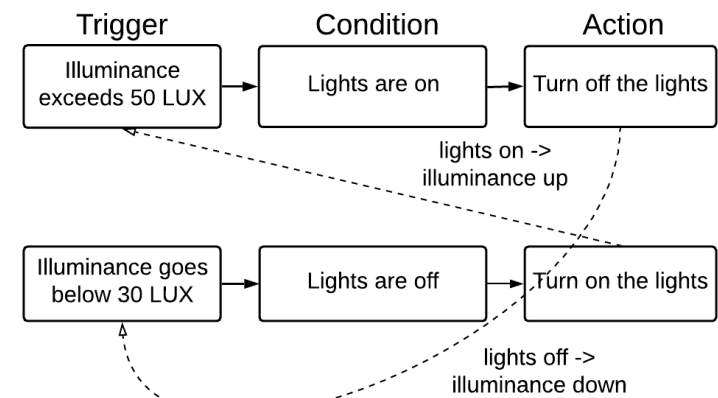 Trigger
Condition
Action
Illuminance
exceeds 50 LUX
Lights are on
Turn off the lights
lights on ->
illuminance up
Illuminance goes
below 30 LUX
Lights are off
Turn on the lights
lights off ->
illuminance down